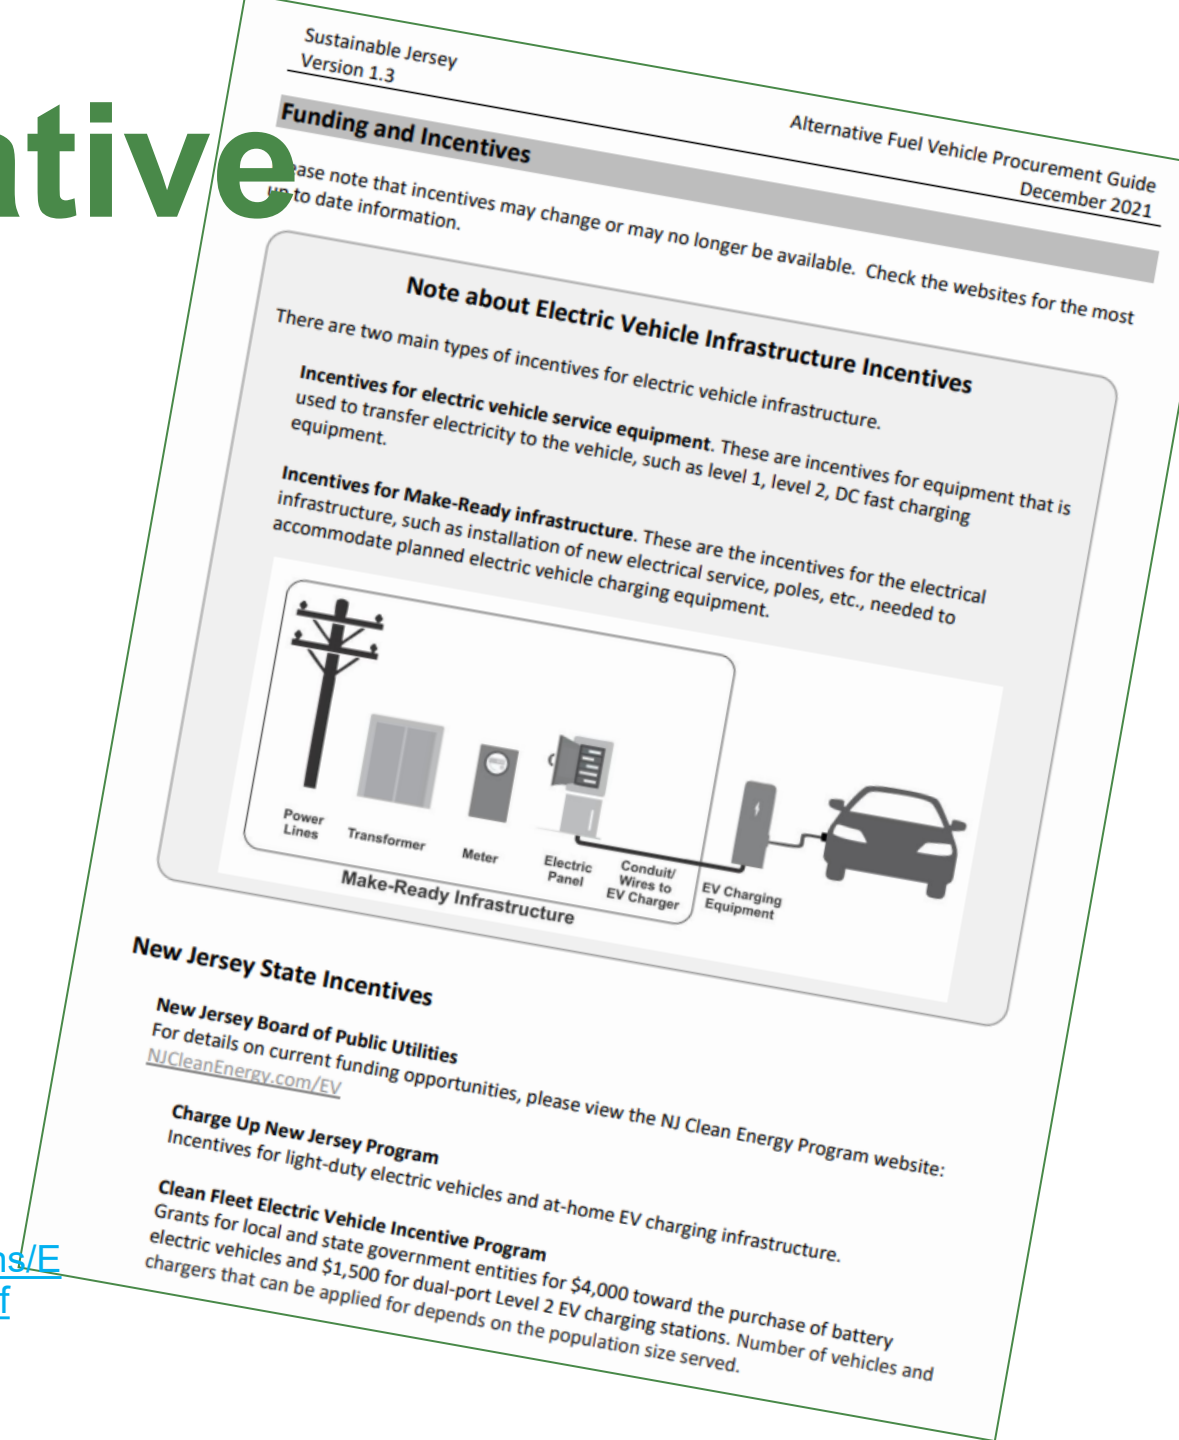 ative
Sustainable Jersey
Version 1.3
Alternative Fuel Vehicle Procurement Guide
December 2021
Funding and Incentives
ease note that incentives may change or may no longer be available. Check the websites for the most
up-to date information.
Note about Electric Vehicle Infrastructure Incentives
There are two main types of incentives for electric vehicle infrastructure.
Incentives for electric vehicle service equipment. These are incentives for equipment that is
used to transfer electricity to the vehicle, such as level 1, level 2, DC fast charging
equipment.
Incentives for Make-Ready infrastructure. These are the incentives for the electrical
infrastructure, such as installation of new electrical service, poles, etc., needed to
accommodate planned electric vehicle charging equipment.
Power
Lines
Transformer
Meter
Electric
Panel
Conduit/
Wires to
EV Charger
EV Charging
Equipment
Make-Ready Infrastructure
New Jersey State Incentives
New Jersey Board of Public Utilities
For details on current funding opportunities, please view the NJ Clean Energy Program website:
NJCleanEnergy.com/EV
Charge Up New Jersey Program
Incentives for light-duty electric vehicles and at-home EV charging infrastructure.
Clean Fleet Electric Vehicle Incentive Program
Grants for local and state government entities for $4,000 toward the purchase of battery
electric vehicles and $1,500 for dual-port Level 2 EV charging stations. Number of vehicles and
chargers that can be applied for depends on the population size served.
ns/E
f